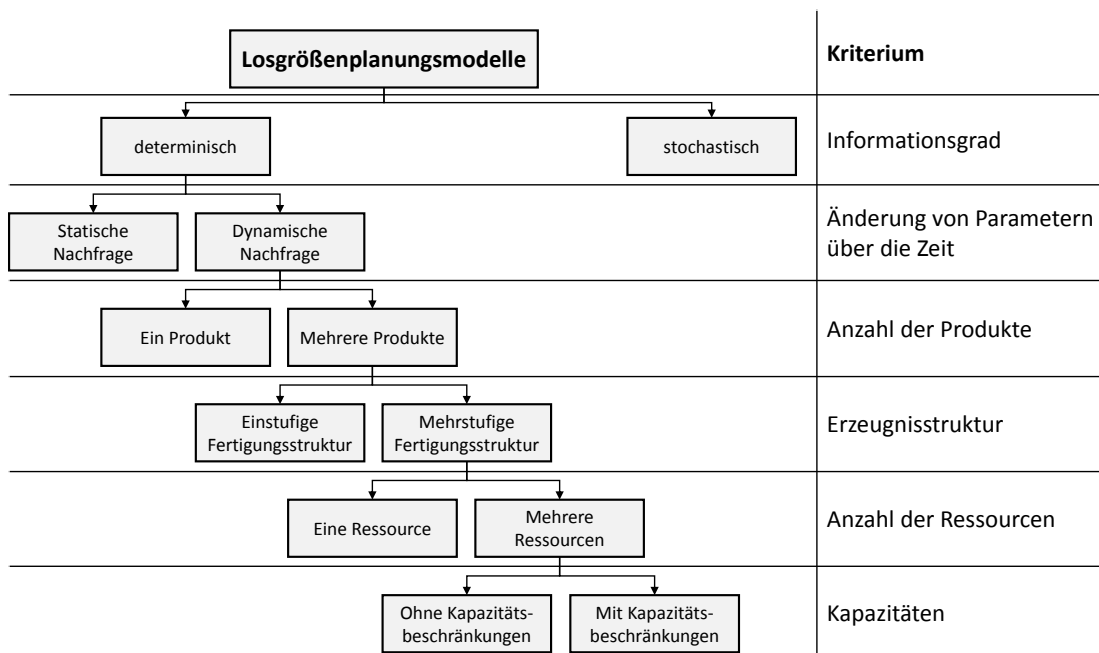 Losgrößenplanungsmodelle
Kriterium
determinisch
stochastisch
Informationsgrad
Statische
Nachfrage
Dynamische
Nachfrage
Änderung von Parametern
über die Zeit
Ein Produkt
Mehrere Produkte
Anzahl der Produkte
Einstufige
Fertigungsstruktur
Mehrstufige
Fertigungsstruktur
Erzeugnisstruktur
Eine Ressource
Mehrere
Ressourcen
Anzahl der Ressourcen
Ohne Kapazitäts-
beschränkungen
Mit Kapazitäts-
beschränkungen
Kapazitäten